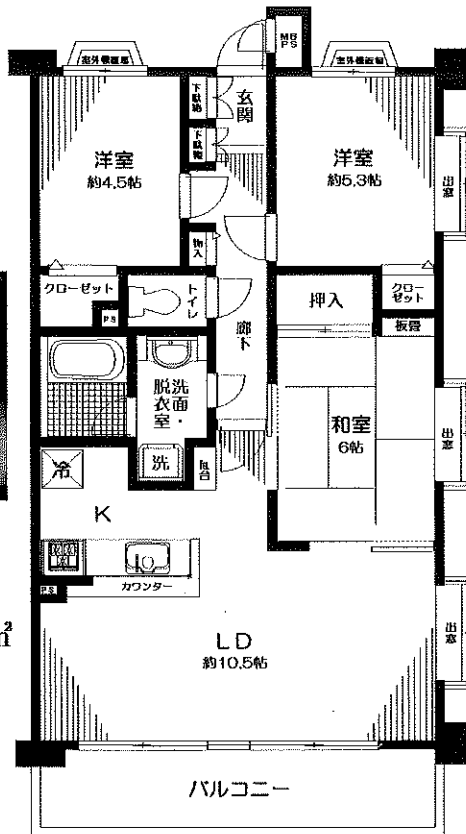 MB
PS
室外機置場
室外機置場
下駄箱
玄関
下駄箱
洋室
約4.5帖
洋室
約5.3帖
出窓
物入
クローゼット
PS
トイレ
廊下
押入
クロー
ゼット
板畳
洗面・
脱衣室
洗
和室
6帖
出窓
冷
K
カウンター
PS
LD
約10.5帖
出窓
バルコニー
m²